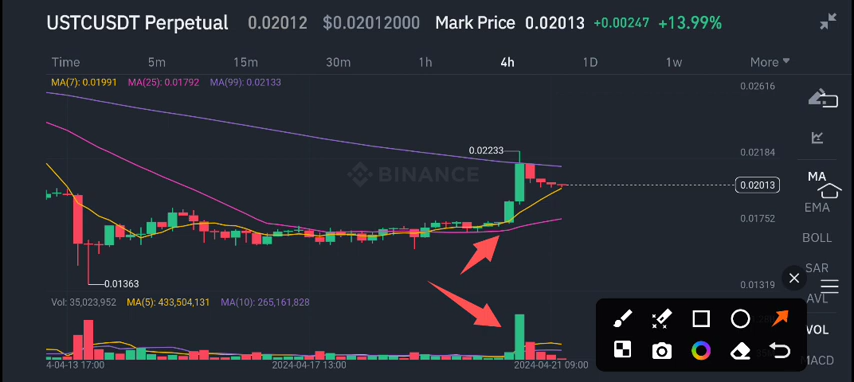 USTCUSDT Perpetual 0.02012 $0.02012000 Mark Price 0.02013 +0.00247 +13.99%
Time 5m 15m 30m 1h 4h 1D 1w More
MA(7): 0.01991 MA(25): 0.01792 MA(99): 0.02133
0.02616
0.02233
0.02184
BINANCE
MA
0.02013
EMA
0.01752
BOLL
SAR
0.01363
0.01319
AVL
Vol: 35,023,952 MA(5): 433,504,131 MA(10): 265,161,828
VOL
MACD
4-04-13 17:00 2024-04-17 13:00 2024-04-21 09:00